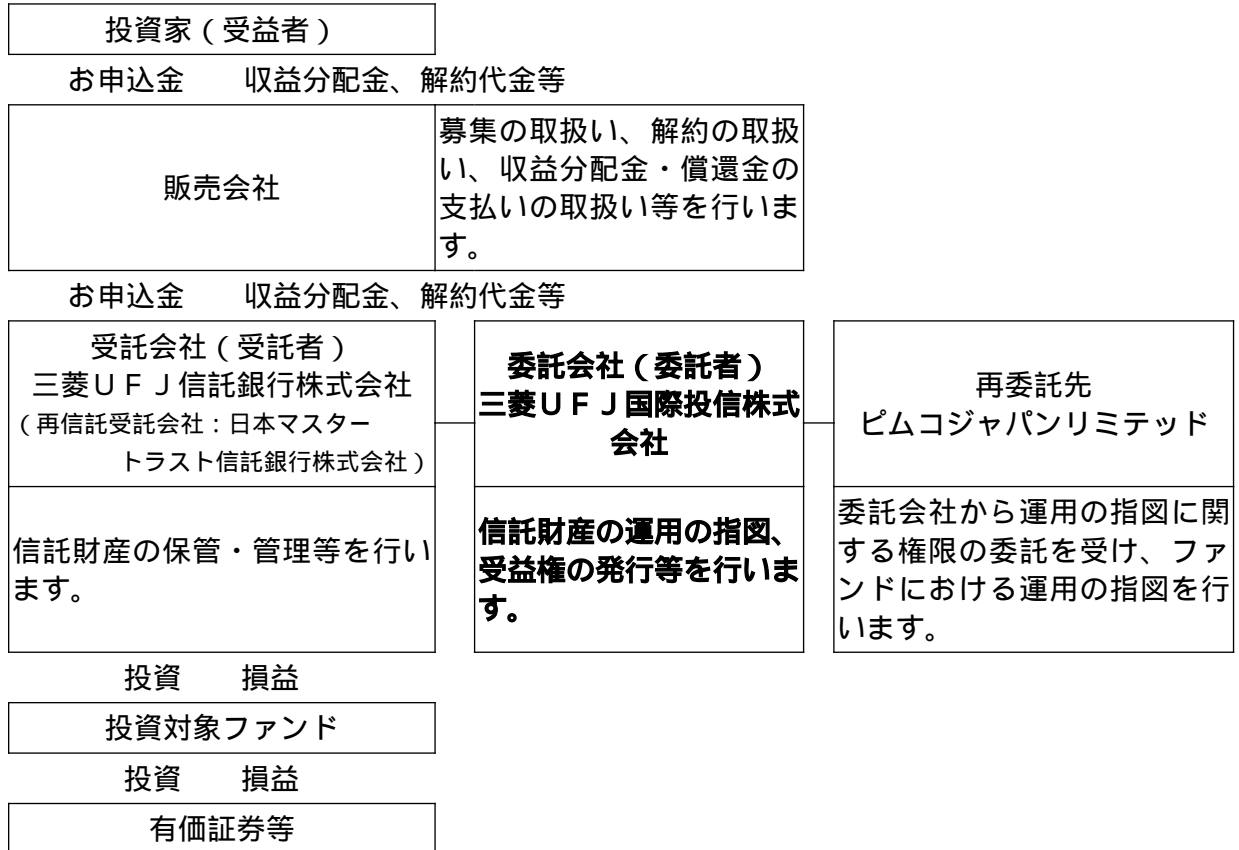 投資家(受益者)
お申込金　　収益分配金、解約代金等
販売会社
募集の取扱い、解約の取扱
い、収益分配金・償還金の
支払いの取扱い等を行いま
す。
お申込金　　収益分配金、解約代金等
受託会社(受託者)
三菱UFJ信託銀行株式会社
(再信託受託会社:日本マスター
トラスト信託銀行株式会社)
委託会社(委託者)
三菱UFJ国際投信株式
会社
再委託先
ピムコジャパンリミテッド
信託財産の保管・管理等を行い
ます。
信託財産の運用の指図、
受益権の発行等を行いま
す。
委託会社から運用の指図に関
する権限の委託を受け、ファ
ンドにおける運用の指図を行
います。
投資　　損益
投資対象ファンド
投資　　損益
有価証券等